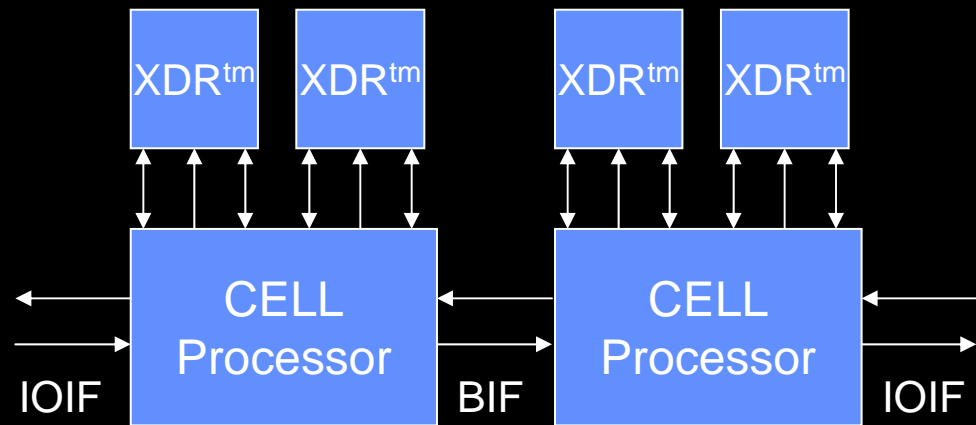 XDRtm
XDRtm
XDRtm
XDRtm
CELL
Processor
CELL
Processor
IOIF
BIF
IOIF